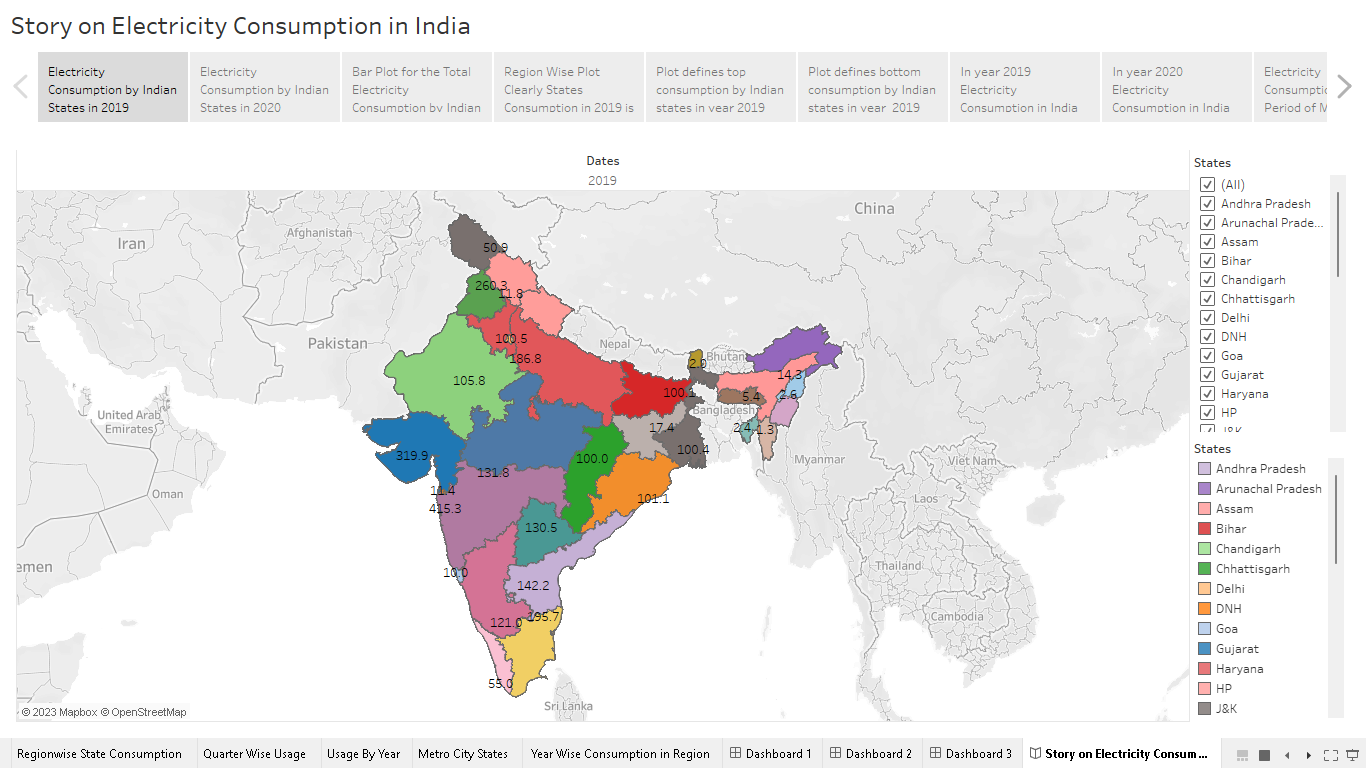 Story on Electricity Consumption in India
Electricity
Consumption by Indian
States in 2019
Electricity
Consumption by Indian
States in 2020
Bar Plot for the Total
Electricity
Consumption by Indian
Region Wise Plot
Clearly States
Consumption in 2019 is
Plot defines top
consumption by Indian
states in vear 2019
Plot defines bottom
consumption by Indian
states in vear 2019
In year 2019
Electricity
Consumption in India
In year 2020
Electricity
Consumption in India
Electricity
Consumptic
Period of M
Dates
2019
China
Iran
Afghanistan
50.9
260.3
11.8
Pakistan
100.5
Nepal
186.8
2.0
Bhutan
14.3
105.8
100.1
5.4
2.6
United Arab
Emirates
Bangladesh
17.4
2.4
1.3
319.9
100.4
100.0
Myanmar
Viet Nam
131.8
11.4
Oman
101.1
Laos
415.3
130.5
emen
10.0
Thailand
142.2
195.7
121.0
Cambodia
55.0
Sri Lanka
© 2023 Mapbox © OpenStreetMap
States
(All)
Andhra Pradesh
Arunachal Prade...
Assam
Bihar
Chandigarh
Chhattisgarh
Delhi
DNH
Goa
Gujarat
Haryana
HP
J&K
States
Andhra Pradesh
Arunachal Pradesh
Assam
Bihar
Chandigarh
Chhattisgarh
Delhi
DNH
Goa
Gujarat
Haryana
HP
J&K
Regionwise State Consumption
Quarter Wise Usage
Usage By Year
Metro City States
Year Wise Consumption in Region
Dashboard 1
Dashboard 2
Dashboard 3
Story on Electricity Consum...